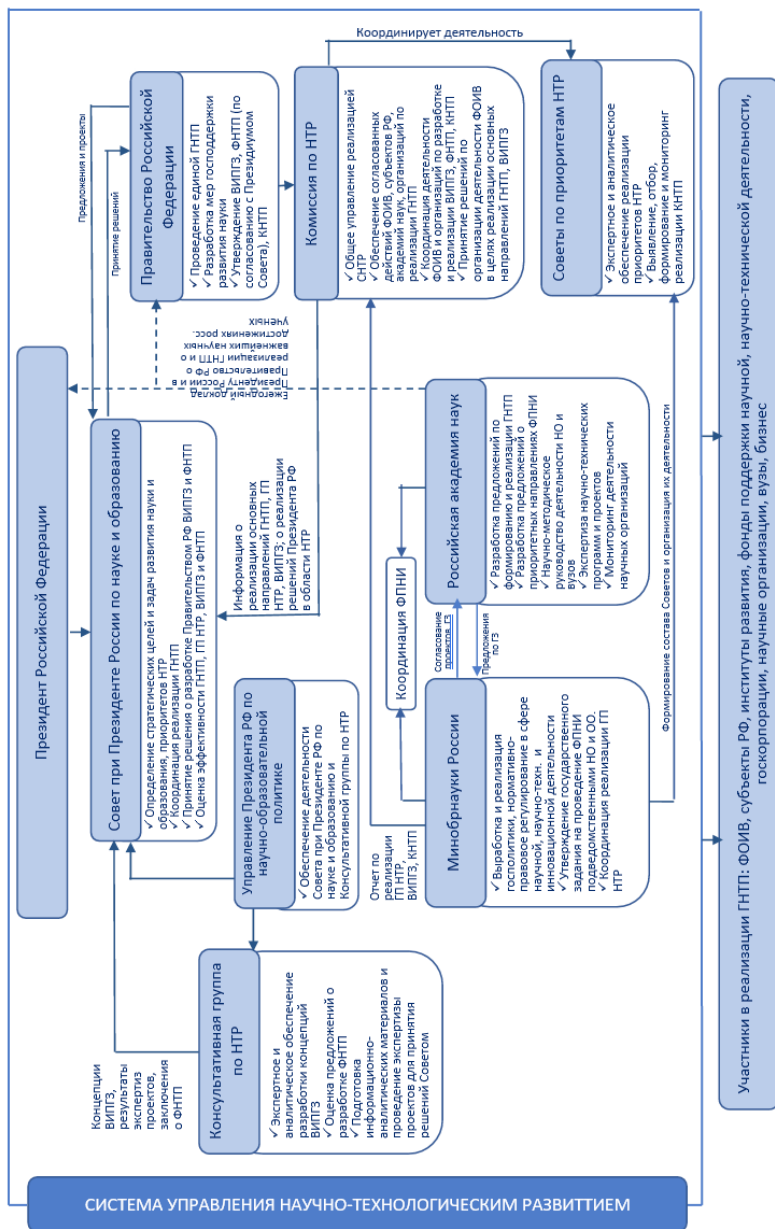 СИСТЕМА УПРАВЛЕНИЯ НАУЧНО-ТЕХНОЛОГИЧЕСКИМ РАЗВИТТИЕМ
Президент Российской Федерации
Концепции
ВИПГЗ,
результаты
экспертиз
проектов,
заключения
о ФНТП
Совет при Президенте России по науке и образованию
✓ Определение стратегических целей и задач развития науки и
образования, приоритетов НТР
✓ Координация реализации ГНТП
✓ Принятие решения о разработке Правительством РФ ВИПГЗ и ФНТП
✓ Оценка эффективности ГНТП, ГП НТР, ВИПГЗ и ФНТП
Предложения и проекты
Принятие решений
Правительство Российской
Федерации
✓ Проведение единой ГНТП
✓ Разработка мер господдержки
развития науки
✓ Утверждение ВИПГЗ, ФНТП (по
согласованию с Президиумом
Совета), КНТП
Ежегодный доклад
Президенту России и в
Правительство РФ о
реализации ГНТП и о
важнейших научных
достижениях росс.
ученых
Консультативная группа
по НТР
✓ Экспертное и
аналитическое обеспечение
разработки концепций
ВИПГЗ
✓ Оценка предложений о
разработке ФНТП
✓ Подготовка
информационно-
аналитических материалов и
проведение экспертизы
проектов для принятия
решений Советом
Управление Президента РФ по
научно-образовательной
политике
✓ Обеспечение деятельности
Совета при Президенте РФ по
науке и образованию и
Консультативной группы по НТР
Информация о
реализации основных
направлений ГНТП, ГП
НТР, ВИПГЗ; о реализации
решений Президента РФ
в области НТР
Комиссия по НТР
✓ Общее управление реализацией
СНТР
✓ Обеспечение согласованных
действий ФОИВ, субъектов РФ,
академий наук, организаций по
реализации ГНТП
✓ Координация деятельности
ФОИВ и организаций по разработке
и реализации ВИПГЗ, ФНТП, КНТП
✓ Принятие решений по
организации деятельности ФОИВ
в целях реализации основных
направлений ГНТП, ВИПГЗ
Координирует деятельность
Отчет по
реализации
ГП НТР,
ВИПГЗ, КНТП
Координация ФПНИ
Минобрнауки России
✓ Выработка и реализация
госполитики, нормативно-
правовое регулирование в сфере
научной, научно-техн. и
инновационной деятельности
✓ Утверждение государственного
задания на проведение ФПНИ
подведомственными НО и ОО.
✓ Координация реализации ГП
НТР
Согласование
проектов ГЗ
Предложения
по ГЗ
Российская академия наук
✓ Разработка предложений по
формированию и реализации ГНТП
✓ Разработка предложений о
приоритетных направлениях ФПНИ
✓ Научно-методическое
руководство деятельности НО и
вузов
✓ Экспертиза научно-технических
программ и проектов
✓ Мониторинг деятельности
научных организаций
Советы по приоритетам НТР
✓ Экспертное и аналитическое
обеспечение реализации
приоритетов НТР
✓ Выявление, отбор,
формирование и мониторинг
реализации КНТП
Формирование состава Советов и организация их деятельности
Участники в реализации ГНТП: ФОИВ, субъекты РФ, институты развития, фонды поддержки научной, научно-технической деятельности,
госкорпорации, научные организации, вузы, бизнес